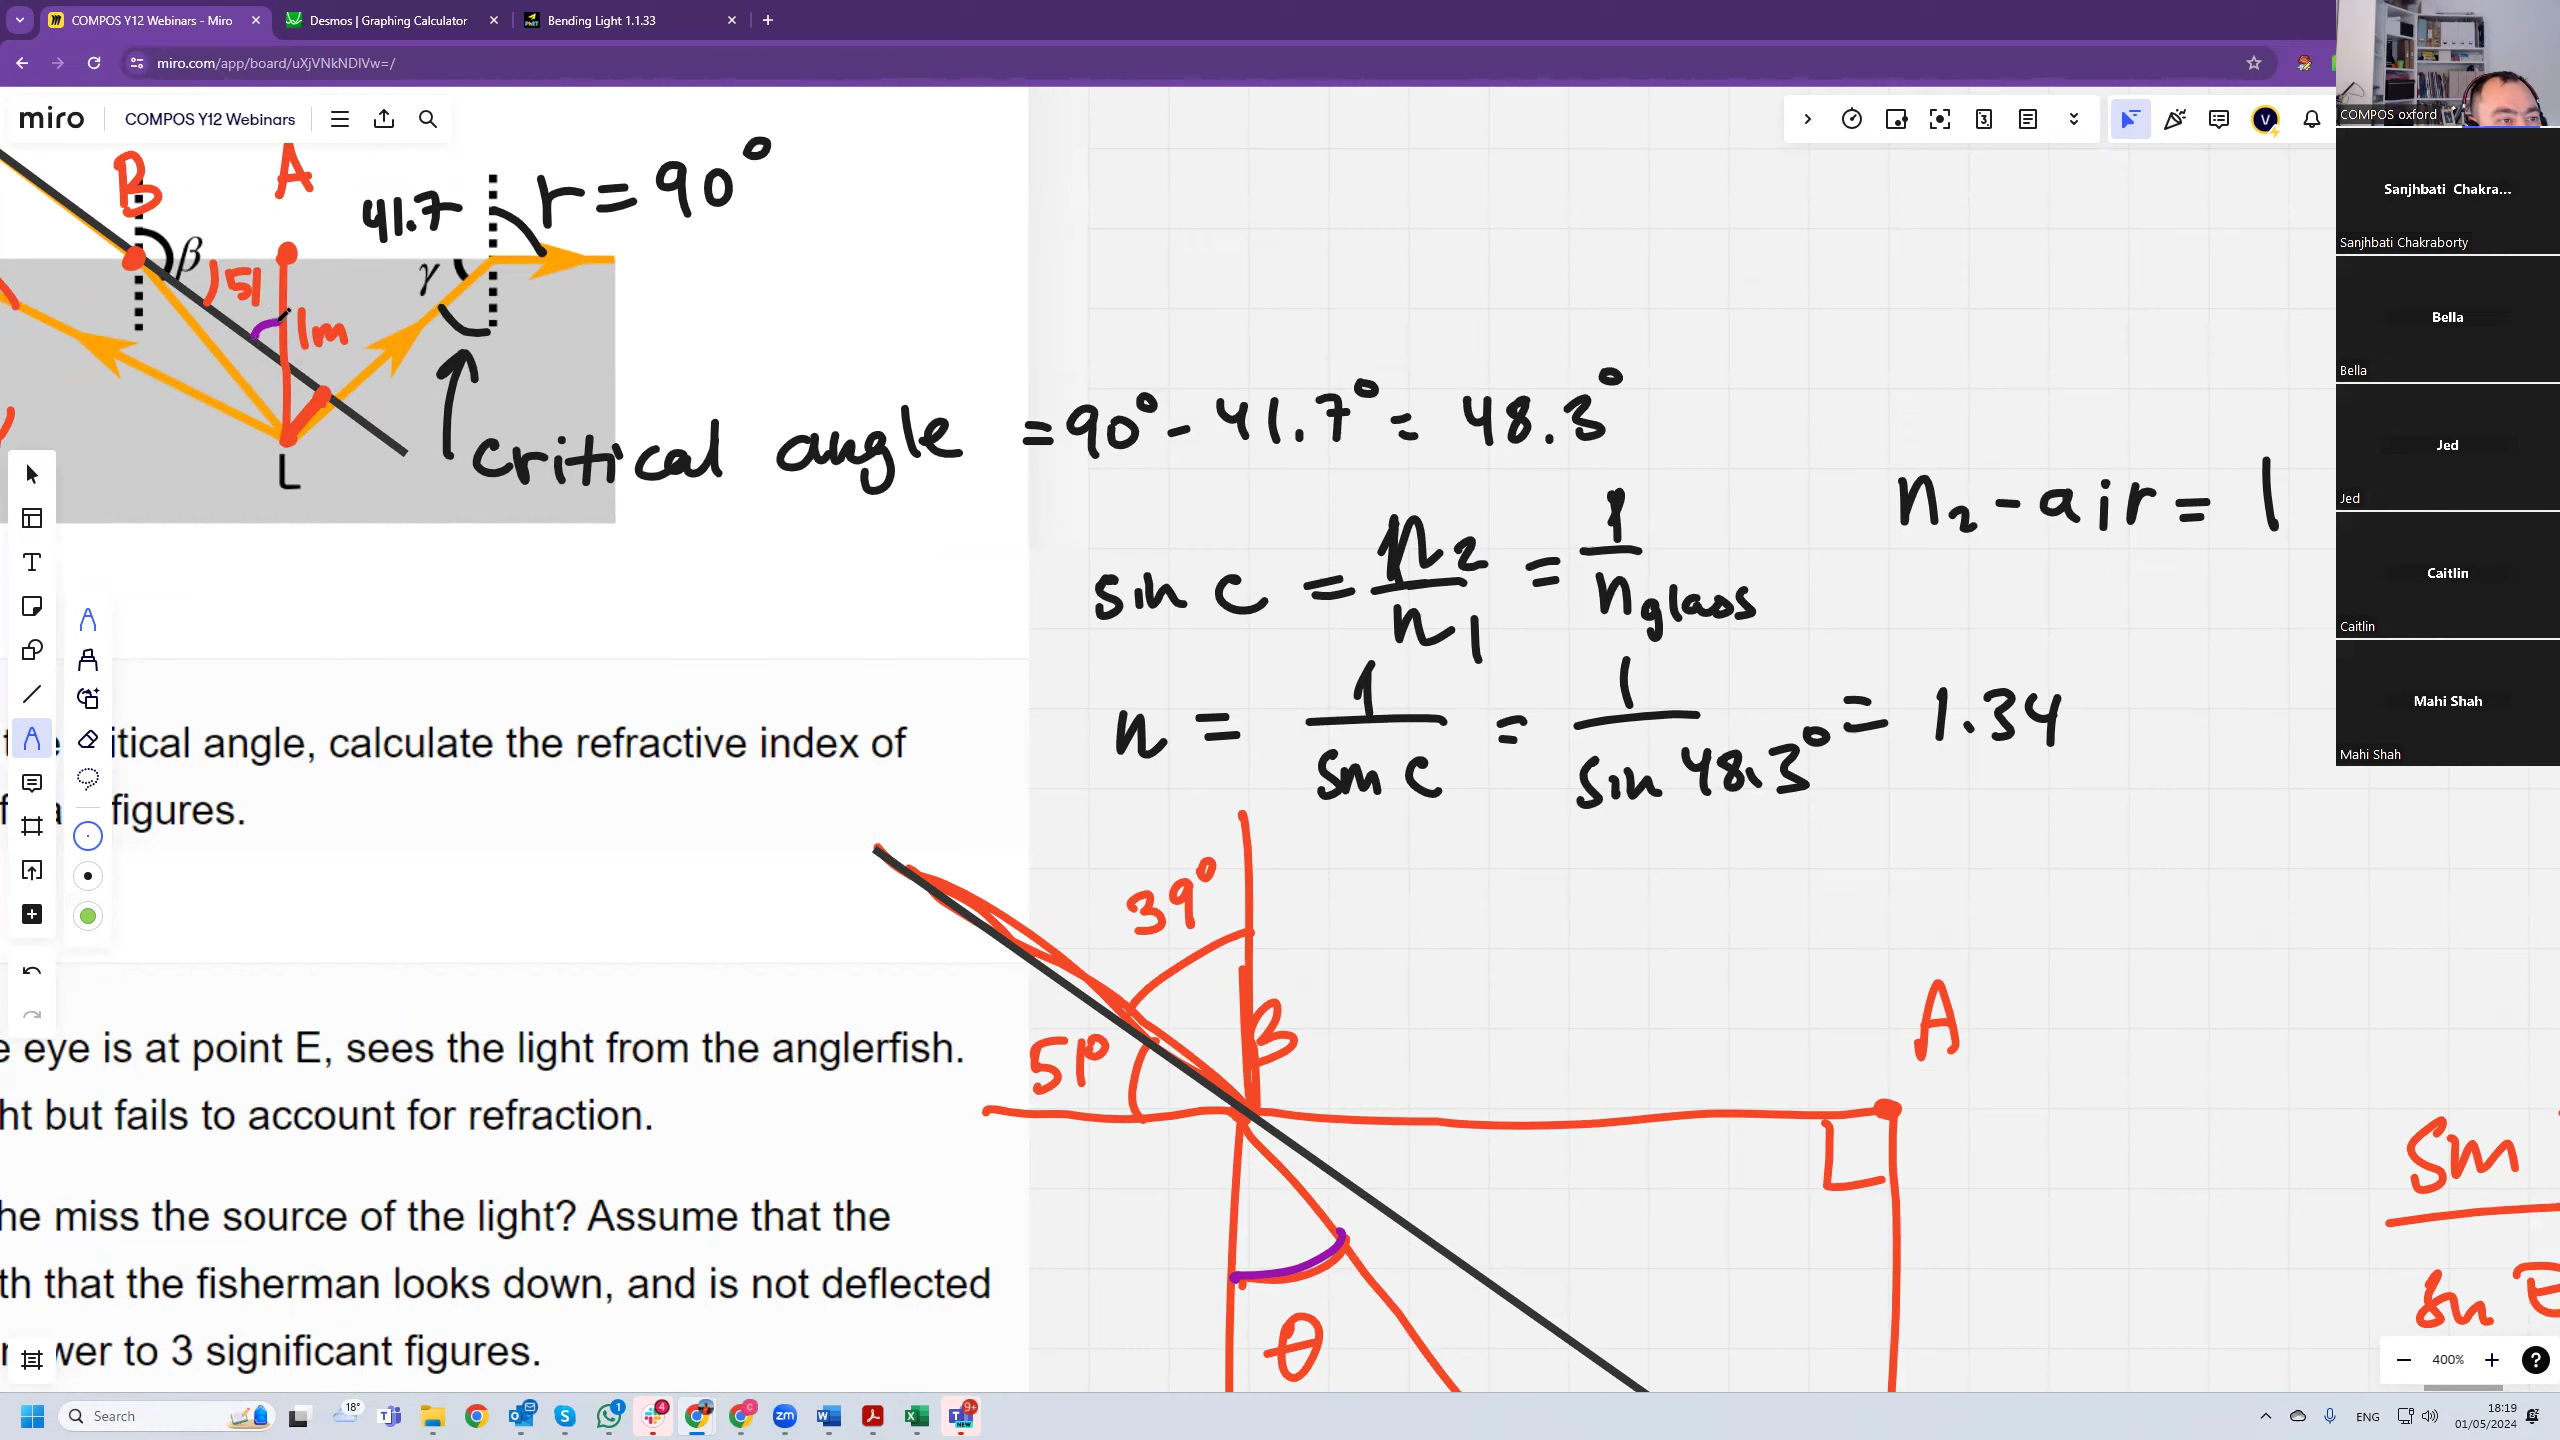 COMPOS Y12 Webinars - Miro
Desmos | Graphing Calculator
Bending Light 1.1.33
miro.com/app/board/uXjVNkNDIVw=/
miro
COMPOS Y12 Webinars
COMPOS oxford
Sanjhbati Chakra...
Sanjhbati Chakraborty
Bella
Bella
Jed
Jed
Caitlin
Caitlin
Mahi Shah
Mahi Shah
B
A
41.7
r = 90°
β
51
1m
γ
L
critical angle = 90° - 41.7° = 48.3°
n2 - air = 1
sin c = n2/n1 = 1/n glass
n = 1/sin c = 1/sin 48.3° = 1.34
itical angle, calculate the refractive index of
figures.
39°
51°
B
A
θ
sin
sin
e eye is at point E, sees the light from the anglerfish.
ht but fails to account for refraction.
he miss the source of the light? Assume that the
th that the fisherman looks down, and is not deflected
wer to 3 significant figures.
400%
Search
18°
ENG
18:19
01/05/2024